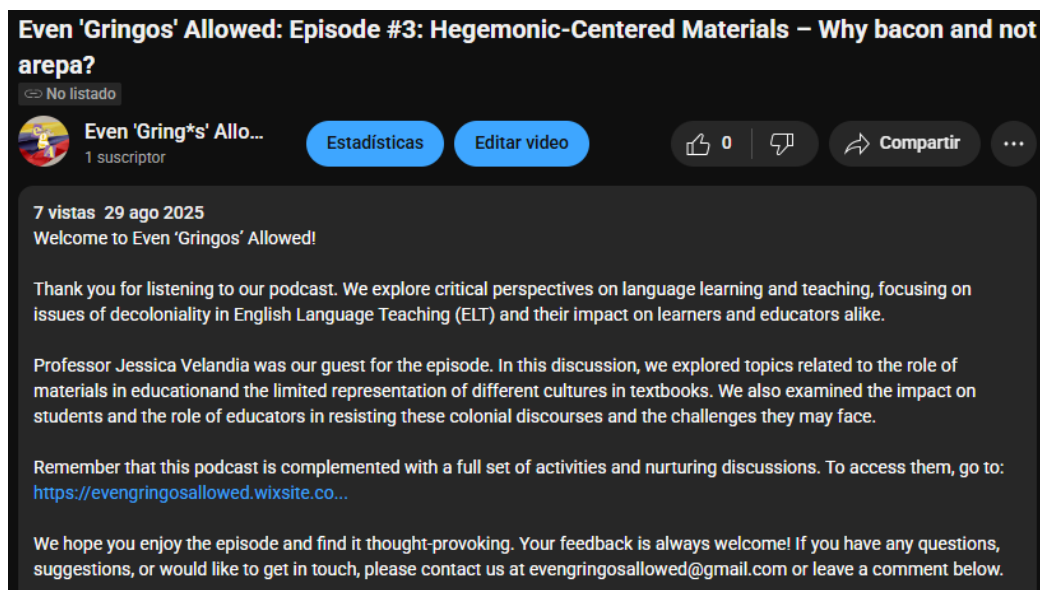 Even 'Gringos' Allowed: Episode #3: Hegemonic-Centered Materials – Why bacon and not
arepa?
No listado
Even 'Gring*s' Allo...
1 suscriptor
Estadísticas
Editar video
0
Compartir
7 vistas 29 ago 2025
Welcome to Even ‘Gringos’ Allowed!
Thank you for listening to our podcast. We explore critical perspectives on language learning and teaching, focusing on
issues of decoloniality in English Language Teaching (ELT) and their impact on learners and educators alike.
Professor Jessica Velandia was our guest for the episode. In this discussion, we explored topics related to the role of
materials in educationand the limited representation of different cultures in textbooks. We also examined the impact on
students and the role of educators in resisting these colonial discourses and the challenges they may face.
Remember that this podcast is complemented with a full set of activities and nurturing discussions. To access them, go to:
https://evengringosallowed.wixsite.co...
We hope you enjoy the episode and find it thought-provoking. Your feedback is always welcome! If you have any questions,
suggestions, or would like to get in touch, please contact us at evengringosallowed@gmail.com or leave a comment below.